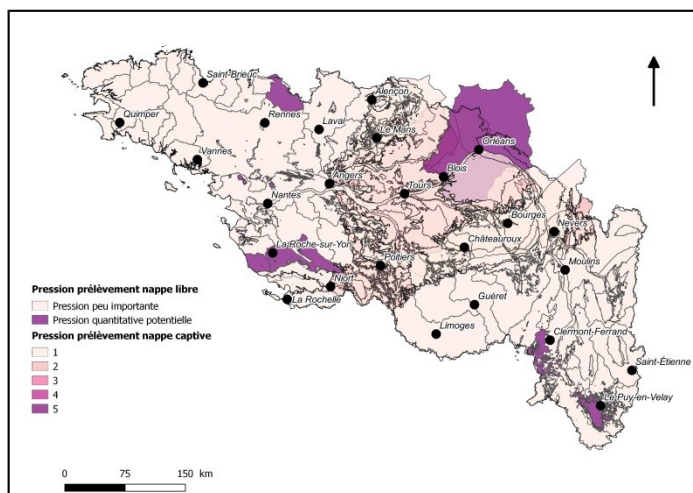 Saint-Brieuc
Alençon
Quimper
Rennes
Laval
Le Mans
Orléans
Vannes
Blois
Angers
Tours
Nantes
Bourges
Nevers
Châteauroux
La Roche-sur-Yon
Poitiers
Moulins
Niort
La Rochelle
Guéret
Limoges
Clermont-Ferrand
Saint-Étienne
Le Puy-en-Velay
Pression prélèvement nappe libre
Pression peu importante
Pression quantitative potentielle
Pression prélèvement nappe captive
1
2
3
4
5
0 75 150 km